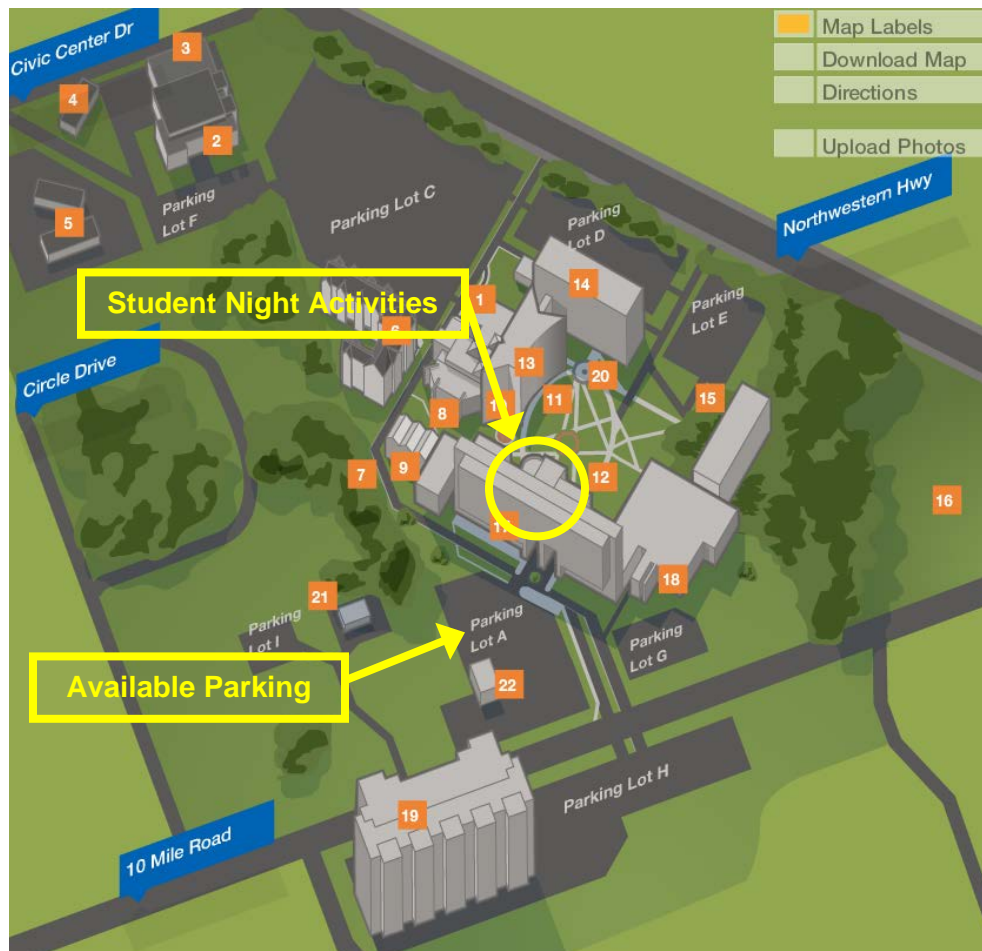 Civic Center Dr
3
4
2
5
Parking
Lot F
Parking Lot C
Map Labels
Download Map
Directions
Upload Photos
Northwestern Hwy
Parking
Lot D
14
Parking
Lot E
Student Night Activities
1
6
Circle Drive
13
20
15
10
11
8
7
9
12
16
17
18
21
Parking
Lot I
Parking
Lot A
Parking
Lot G
Available Parking
22
Parking Lot H
19
10 Mile Road